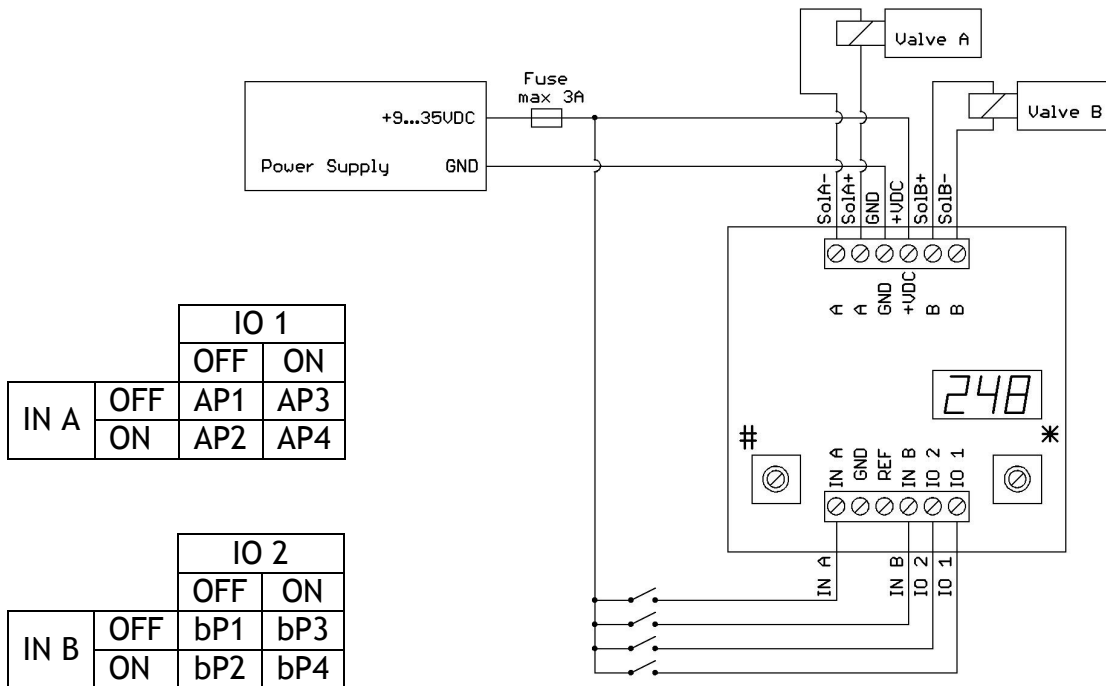 Valve A
Valve B
Fuse
max 3A
+9...35VDC
Power Supply GND
SolA-
SolA+
GND
+VDC
SolB+
SolB-
A A GND +VDC B B
248
# *
IN A GND REF IN B IO 2 IO 1
IN A IN B IO 2 IO 1
IO 1
OFF ON
IN A OFF AP1 AP3
ON AP2 AP4
IO 2
OFF ON
IN B OFF bP1 bP3
ON bP2 bP4